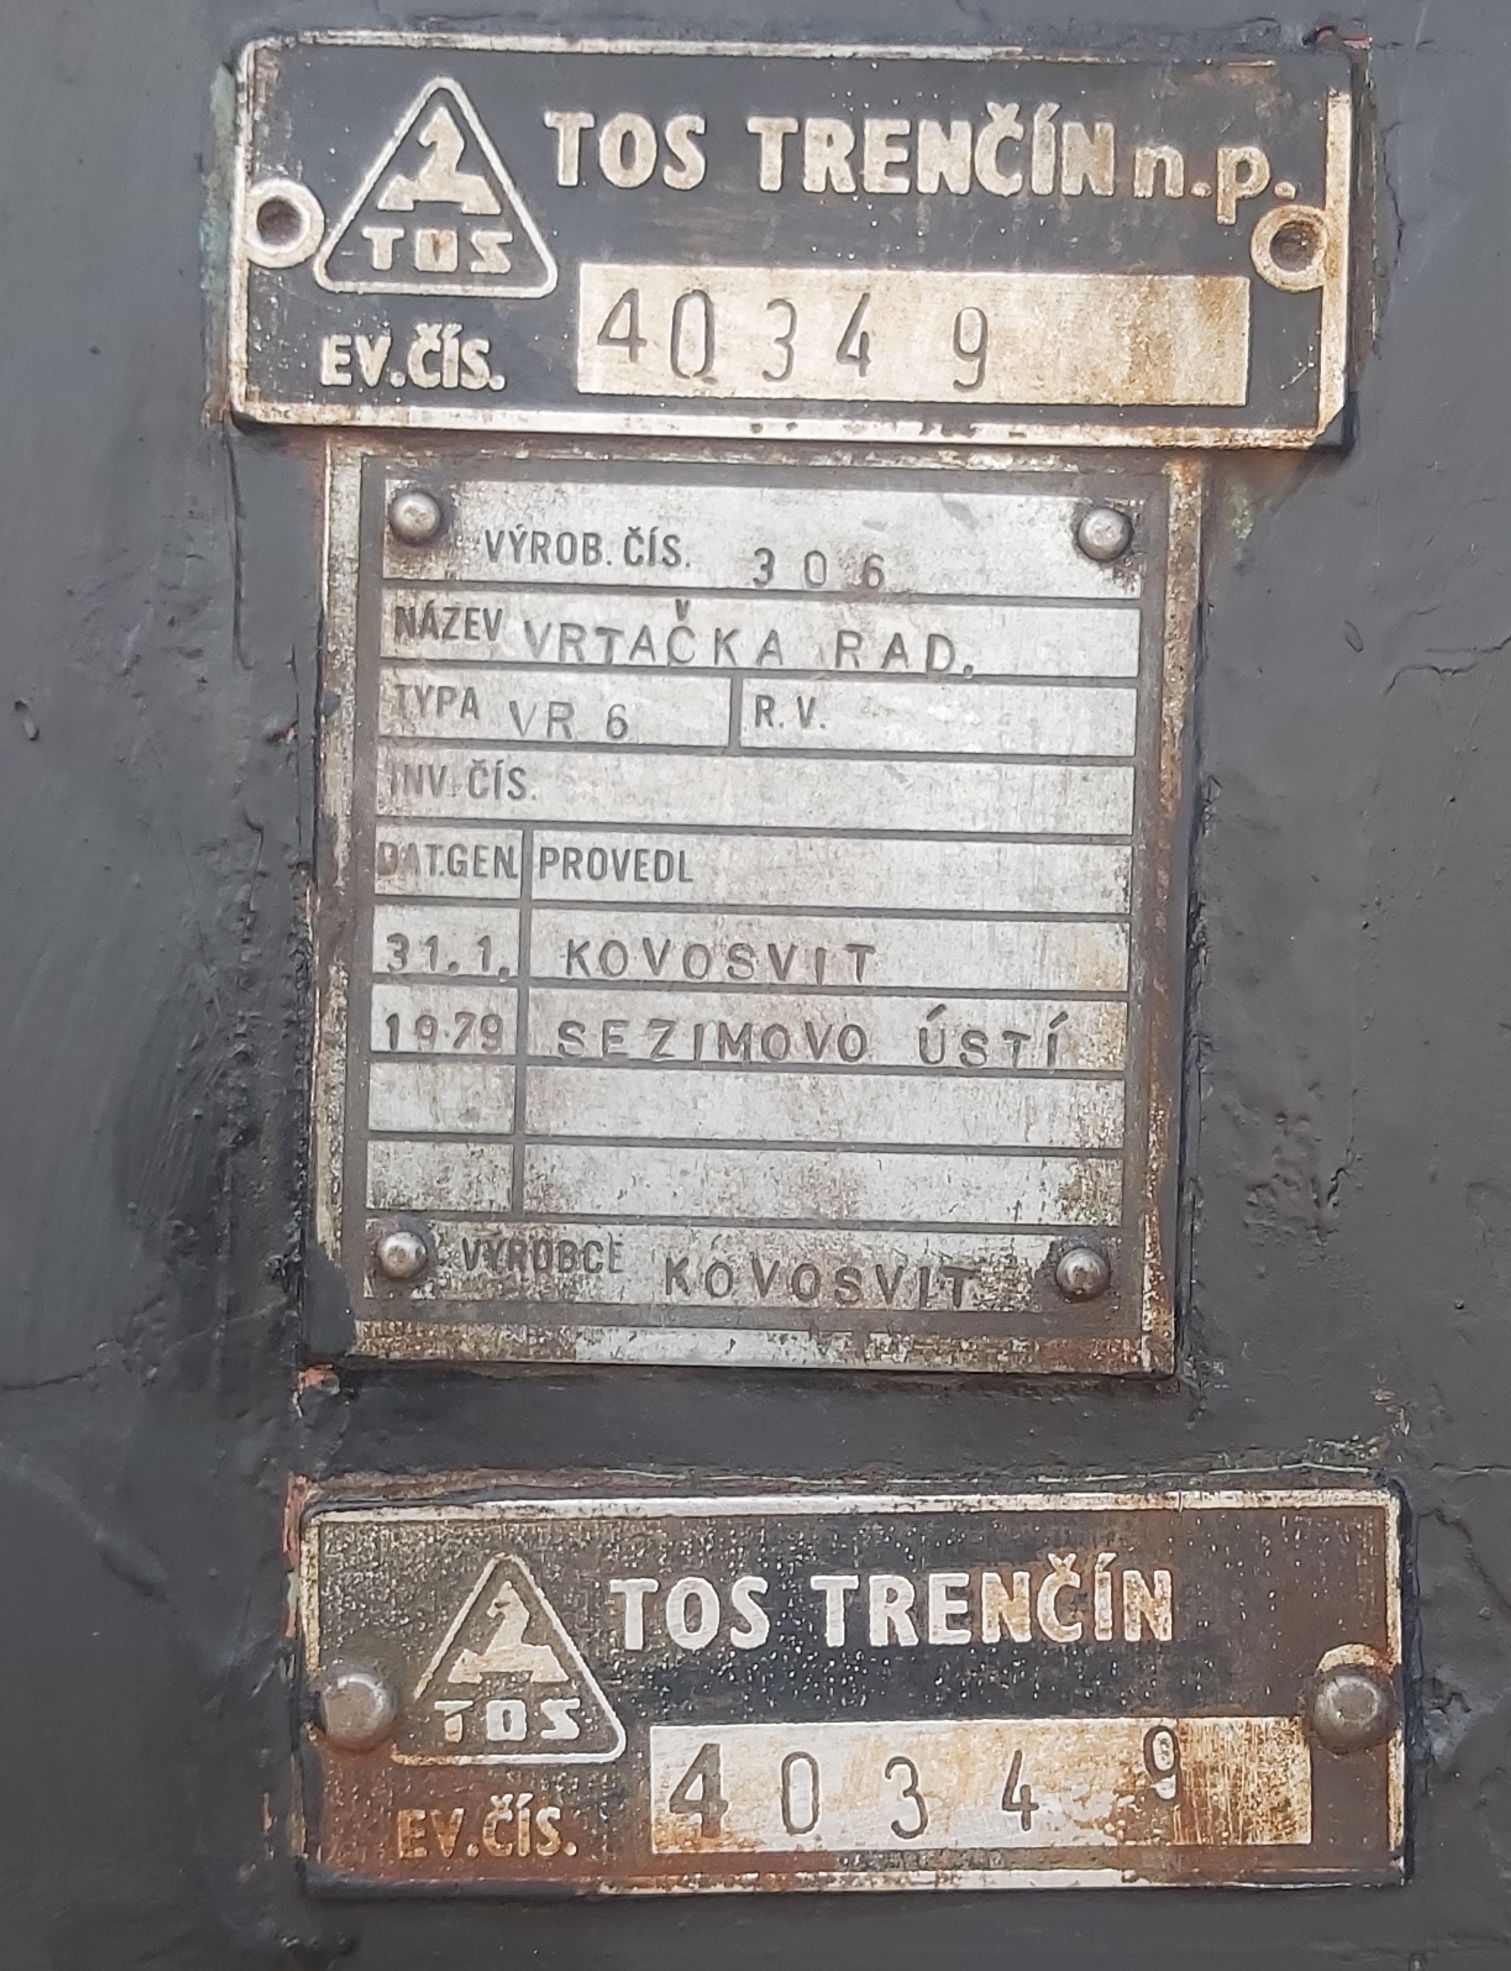 TOS TRENČÍN n.p.
TOS
EV.ČÍS. 40349
VÝROB. ČÍS. 306
NÁZEV VRTAČKA RAD.
TYPA VR 6 R.V.
INV. ČÍS.
DAT.GEN. PROVEDL
31.1. KOVOSVIT
1979 SEZIMOVO ÚSTÍ
VÝROBCE KOVOSVIT
TOS TRENČÍN
TOS
EV.ČÍS. 40349